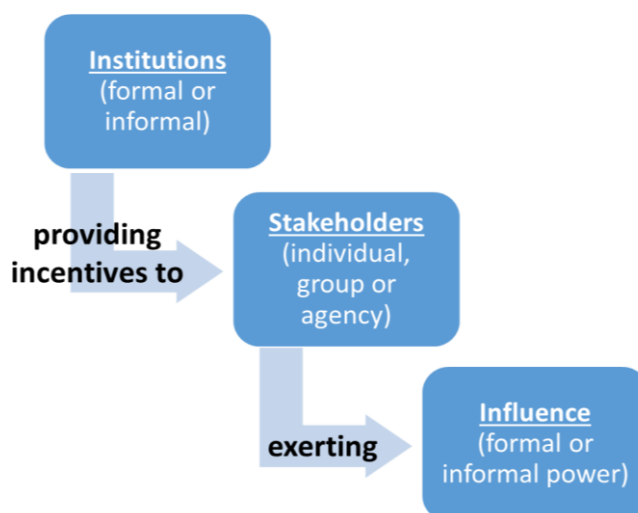 Institutions
(formal or
informal)
providing
incentives to
Stakeholders
(individual,
group or
agency)
exerting
Influence
(formal or
informal power)